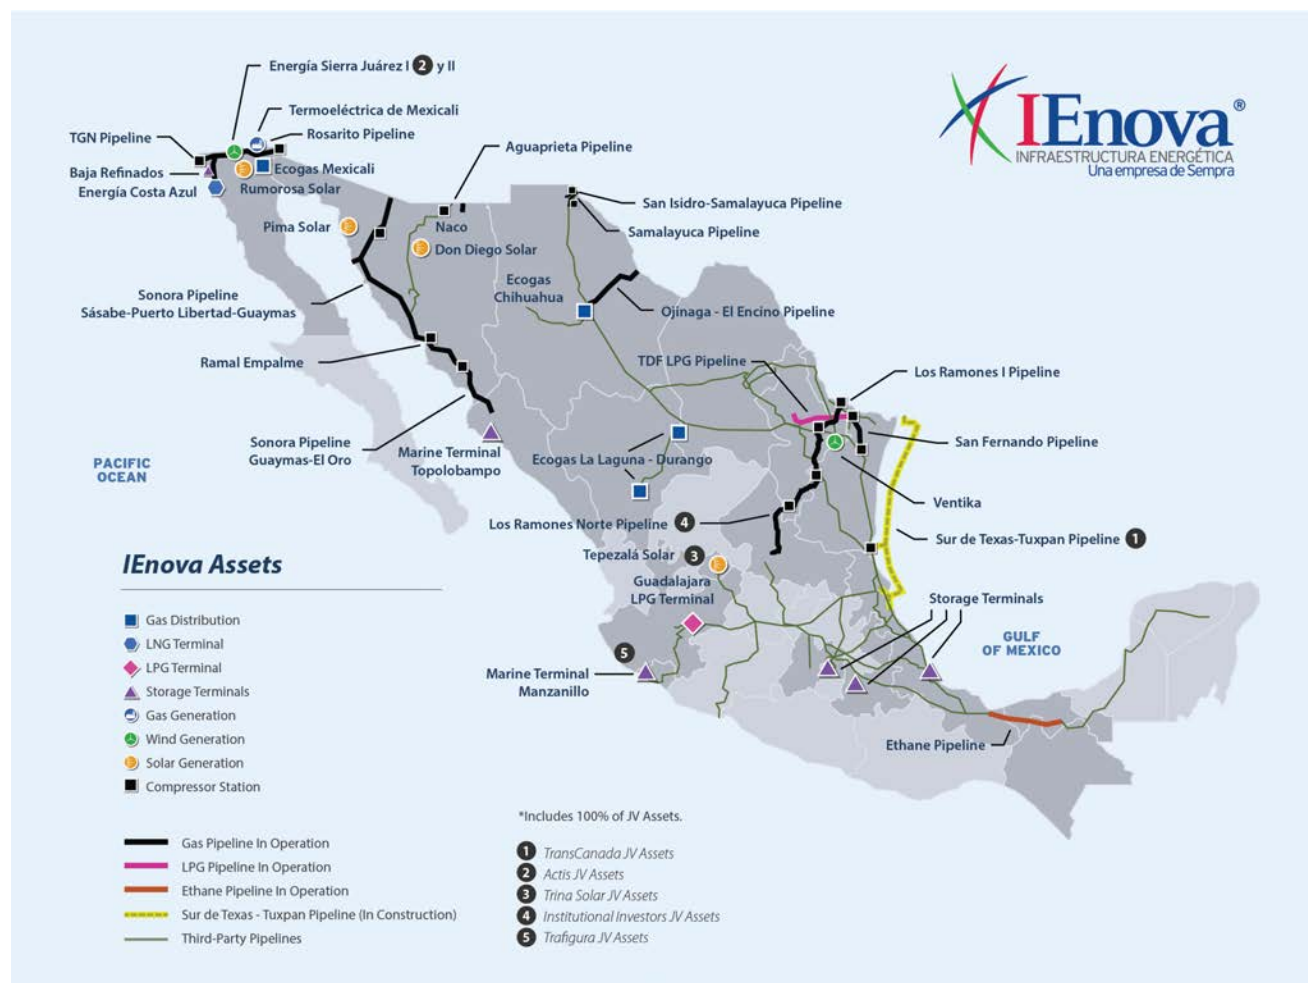 Energía Sierra Juárez I 2 y II
Termoeléctrica de Mexicali
Rosarito Pipeline
TGN Pipeline
Baja Refinados
Energía Costa Azul
Ecogas Mexicali
Rumorosa Solar
Aguaprieta Pipeline
IEnova®
INFRAESTRUCTURA ENERGÉTICA
Una empresa de Sempra
San Isidro-Samalayuca Pipeline
Samalayuca Pipeline
Pima Solar
Naco
Don Diego Solar
Ecogas
Chihuahua
Sonora Pipeline
Sásabe-Puerto Libertad-Guaymas
Ojinaga - El Encino Pipeline
Ramal Empalme
TDF LPG Pipeline
Los Ramones I Pipeline
Sonora Pipeline
Guaymas-El Oro
Marine Terminal
Topolobampo
Ecogas La Laguna - Durango
San Fernando Pipeline
PACIFIC
OCEAN
Ventika
Los Ramones Norte Pipeline 4
Sur de Texas-Tuxpan Pipeline 1
Tepezalá Solar 3
Guadalajara
LPG Terminal
Storage Terminals
GULF
OF MEXICO
5
Marine Terminal
Manzanillo
Ethane Pipeline
IEnova Assets
Gas Distribution
LNG Terminal
LPG Terminal
Storage Terminals
Gas Generation
Wind Generation
Solar Generation
Compressor Station
Gas Pipeline In Operation
LPG Pipeline In Operation
Ethane Pipeline In Operation
Sur de Texas - Tuxpan Pipeline (In Construction)
Third-Party Pipelines
*Includes 100% of JV Assets.
1 TransCanada JV Assets
2 Actis JV Assets
3 Trina Solar JV Assets
4 Institutional Investors JV Assets
5 Trafigura JV Assets